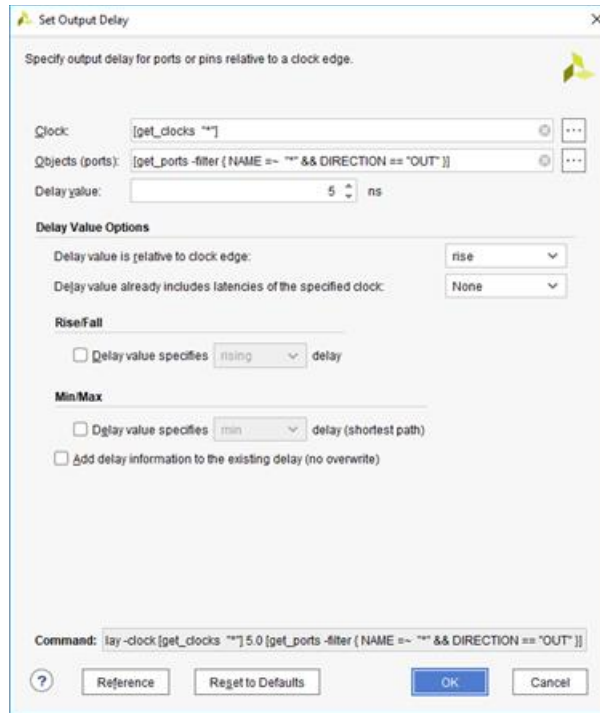 Set Output Delay
Specify output delay for ports or pins relative to a clock edge.
Clock: [get_clocks "*"] ...
Objects (ports): [get_ports -filter { NAME =~ "*" && DIRECTION == "OUT" }] ...
Delay value: 5 ns
Delay Value Options
Delay value is relative to clock edge: rise
Delay value already includes latencies of the specified clock: None
Rise/Fall
Delay value specifies rising delay
Min/Max
Delay value specifies min delay (shortest path)
Add delay information to the existing delay (no overwrite)
Command: lay -clock [get_clocks "*"] 5.0 [get_ports -filter { NAME =~ "*" && DIRECTION == "OUT" }]
? Reference Reset to Defaults OK Cancel